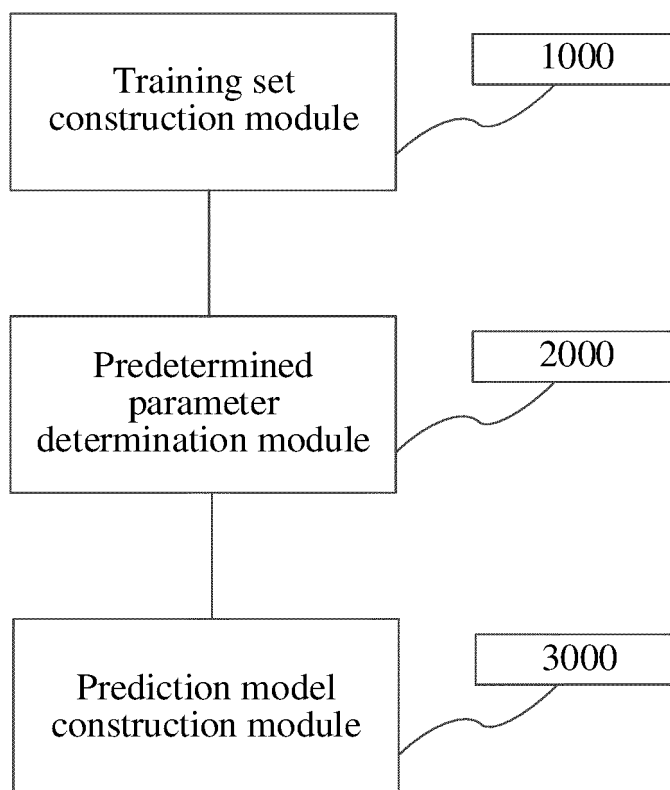 Training set
construction module
1000
Predetermined
parameter
determination module
2000
Prediction model
construction module
3000